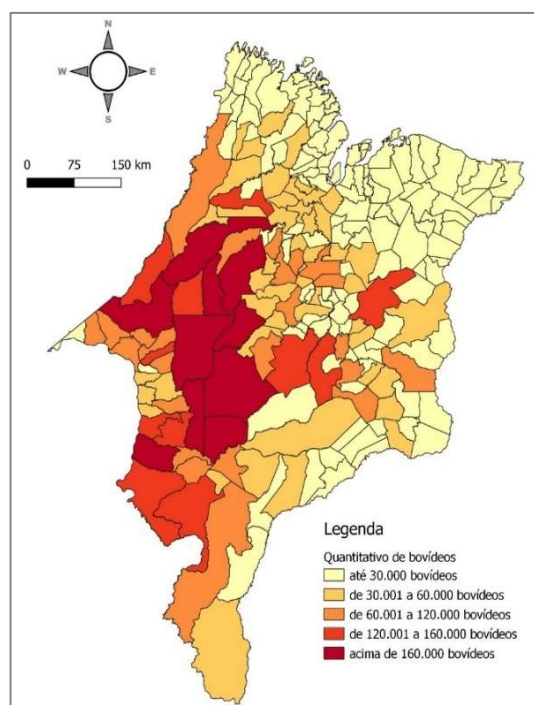 N
W
E
S
0 75 150 km
Legenda
Quantitativo de bovídeos
até 30.000 bovídeos
de 30.001 a 60.000 bovídeos
de 60.001 a 120.000 bovídeos
de 120.001 a 160.000 bovídeos
acima de 160.000 bovídeos